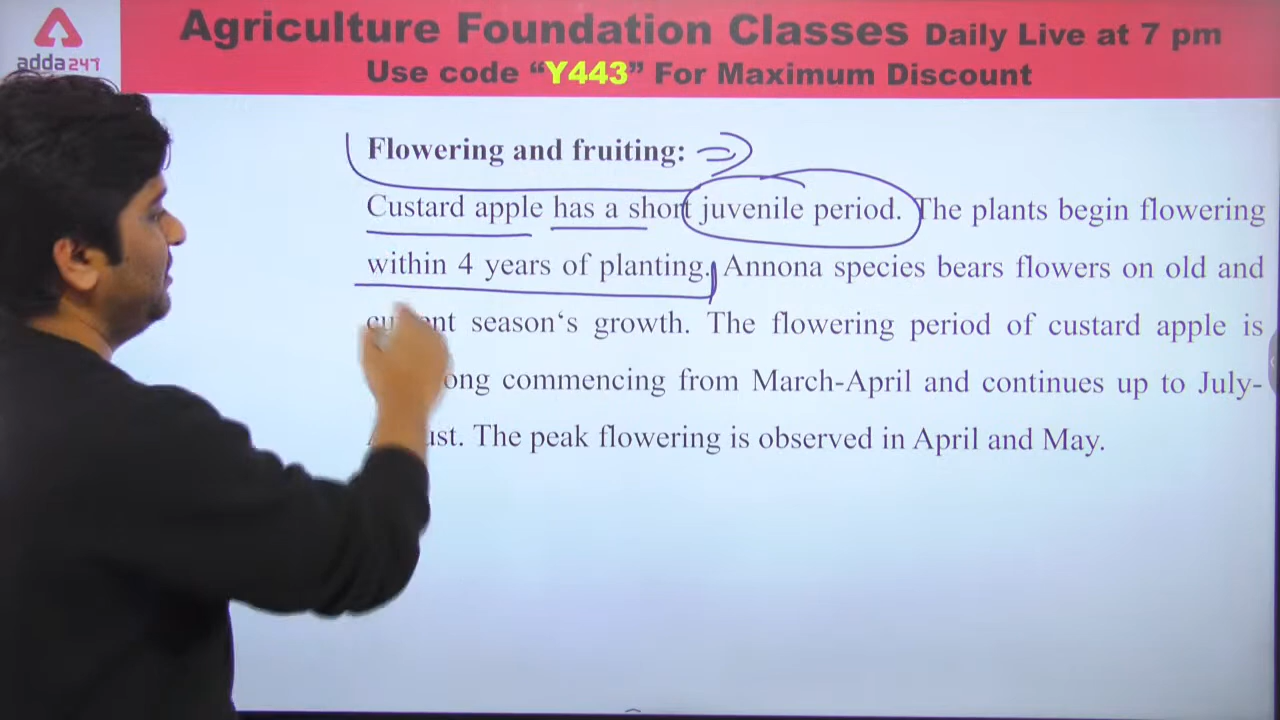 Agriculture Foundation Classes Daily Live at 7 pm
adda247
Use code “Y443” For Maximum Discount
Flowering and fruiting:
Custard apple has a short juvenile period. The plants begin flowering
within 4 years of planting. Annona species bears flowers on old and
season‘s growth. The flowering period of custard apple is
commencing from March-April and continues up to July-
The peak flowering is observed in April and May.